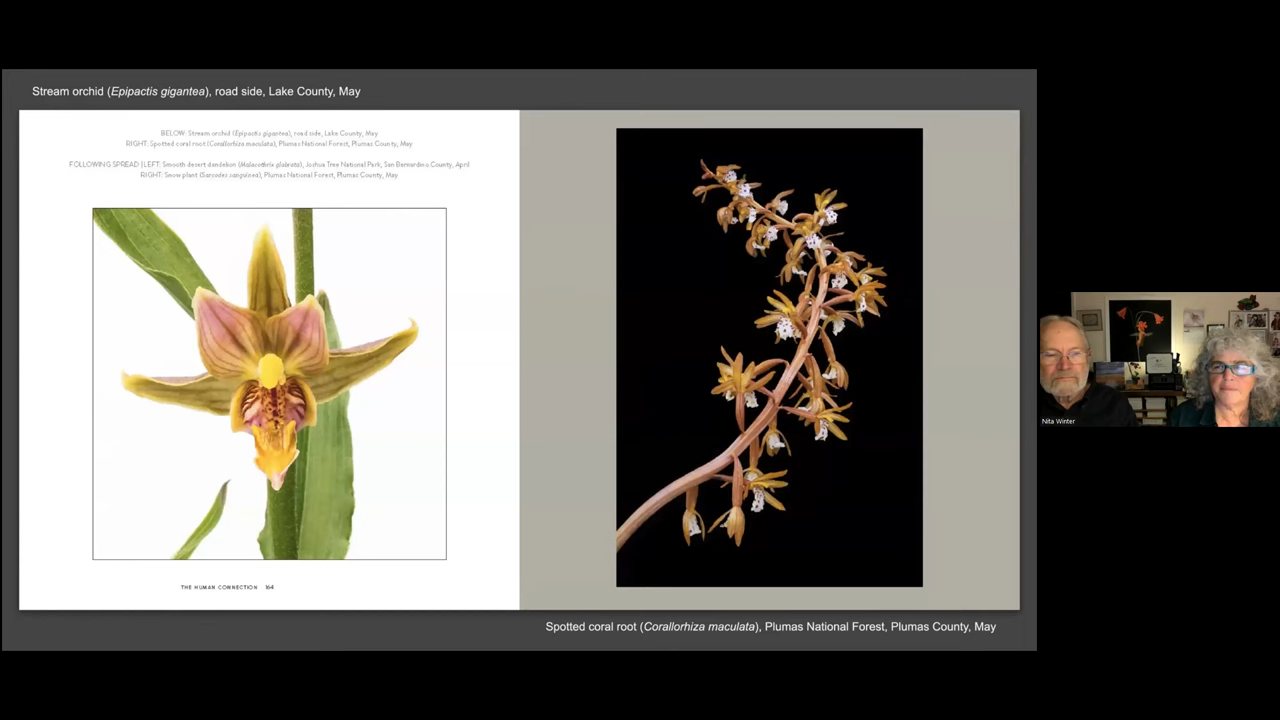 Stream orchid (Epipactis gigantea), road side, Lake County, May
BELOW: Stream orchid (Epipactis gigantea), road side, Lake County, May
RIGHT: Spotted coral root (Corallorhiza maculata), Plumas National Forest, Plumas County, May
FOLLOWING SPREAD | LEFT: Smooth desert dandelion (Malacothrix glabrata), Joshua Tree National Park, San Bernardino County, April
RIGHT: Snow plant (Sarcodes sanguinea), Plumas National Forest, Plumas County, May
THE HUMAN CONNECTION 164
Spotted coral root (Corallorhiza maculata), Plumas National Forest, Plumas County, May
Nita Winter